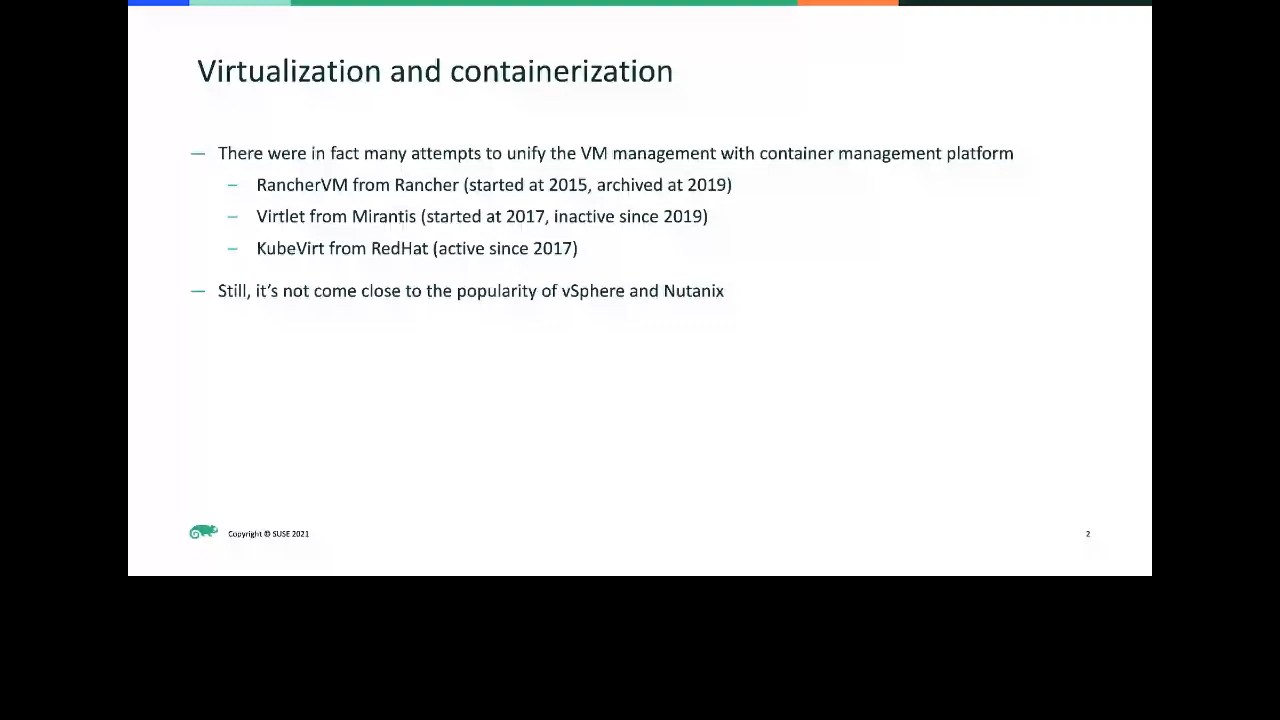 Virtualization and containerization
— There were in fact many attempts to unify the VM management with container management platform
– RancherVM from Rancher (started at 2015, archived at 2019)
– Virtlet from Mirantis (started at 2017, inactive since 2019)
– KubeVirt from RedHat (active since 2017)
— Still, it’s not come close to the popularity of vSphere and Nutanix
Copyright © SUSE 2021
2